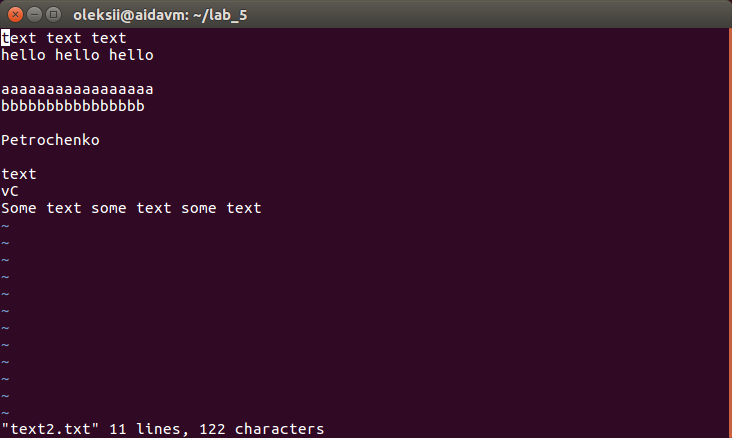 oleksii@aidavm: ~/lab_5
text text text
hello hello hello
aaaaaaaaaaaaaaaaa
bbbbbbbbbbbbbbbb
Petrochenko
text
vC
Some text some text some text
~
~
~
~
~
~
~
~
~
~
~
~
"text2.txt" 11 lines, 122 characters